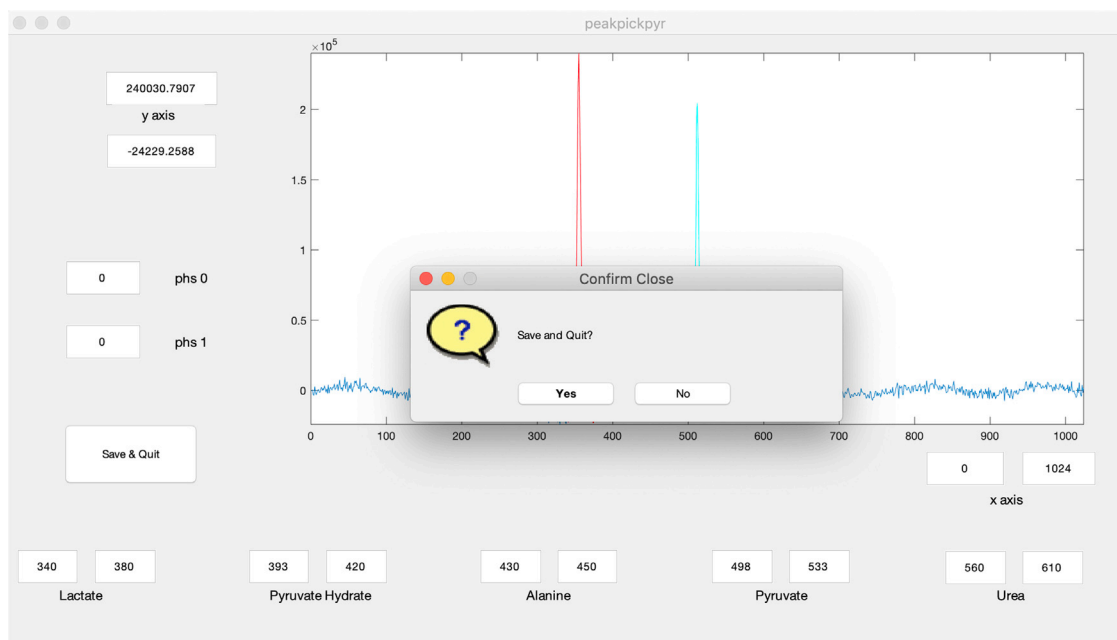 peakpickpyr
×10⁵
240030.7907
y axis
-24229.2588
2
1.5
1
0.5
0
0 100 200 300 400 500 600 700 800 900 1000
0 phs 0
0 phs 1
Save & Quit
Confirm Close
?
Save and Quit?
Yes No
0 1024
x axis
340 380
Lactate
393 420
Pyruvate Hydrate
430 450
Alanine
498 533
Pyruvate
560 610
Urea